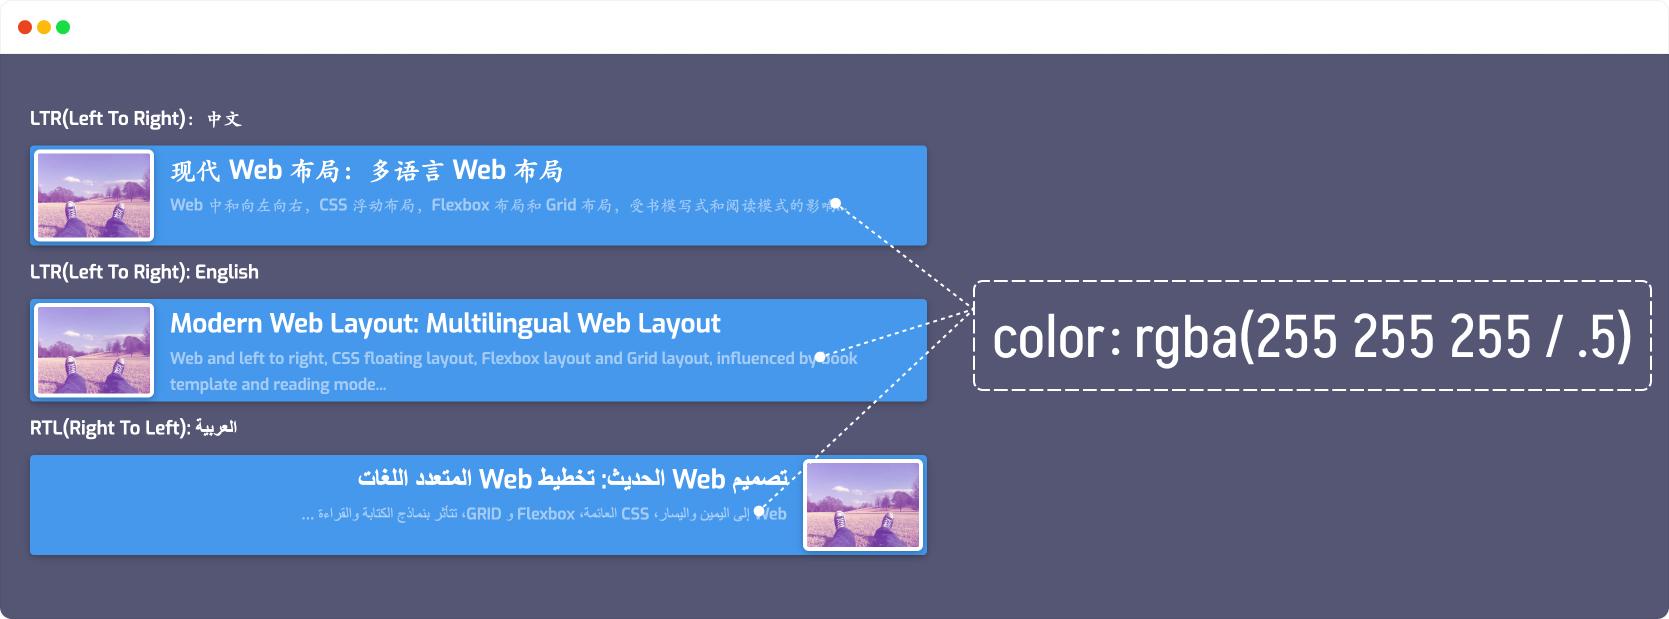 LTR(Left To Right)：中文
现代 Web 布局：多语言 Web 布局
Web 中和向左向右，CSS 浮动布局，Flexbox 布局和 Grid 布局，受书模写式和阅读模式的影响...
LTR(Left To Right): English
Modern Web Layout: Multilingual Web Layout
Web and left to right, CSS floating layout, Flexbox layout and Grid layout, influenced by book
template and reading mode...
color: rgba(255 255 255 / .5)
RTL(Right To Left): العربية
تصميم Web الحديث: تخطيط Web المتعدد اللغات
Web إلى اليمين واليسار، CSS العائمة، Flexbox و GRID، تتأثر بنماذج الكتابة والقراءة ...